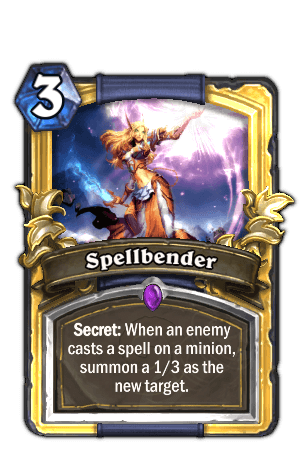 3
Spellbender
Secret: When an enemy
casts a spell on a minion,
summon a 1/3 as the
new target.